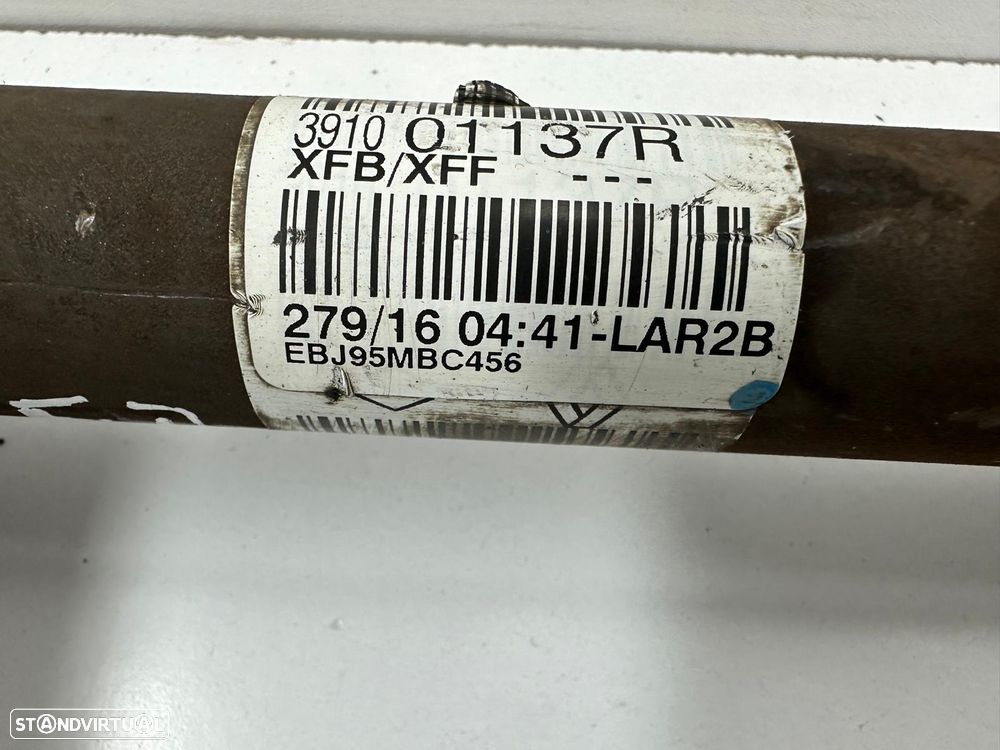 3910 01137R
XFB/XFF - - -
279/16 04:41-LAR2B
EBJ95MBC456
STANDVIRTUAL